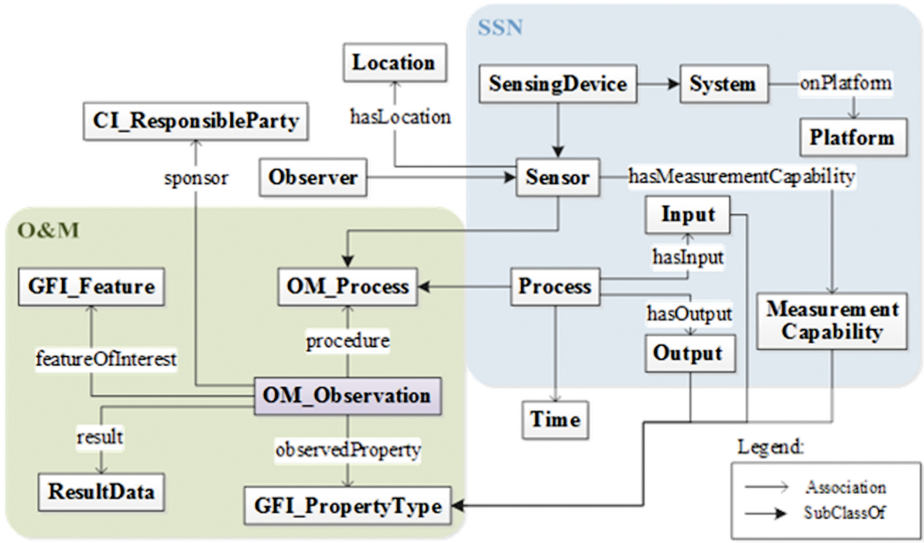 SSN
Location
SensingDevice
System
onPlatform
hasLocation
CI_ResponsibleParty
Platform
sponsor
Observer
Sensor
hasMeasurementCapability
Input
O&M
hasInput
GFI_Feature
OM_Process
Process
hasOutput
Measurement
Capability
procedure
featureOfInterest
Output
OM_Observation
Time
result
observedProperty
Legend:
ResultData
GFI_PropertyType
Association
SubClassOf